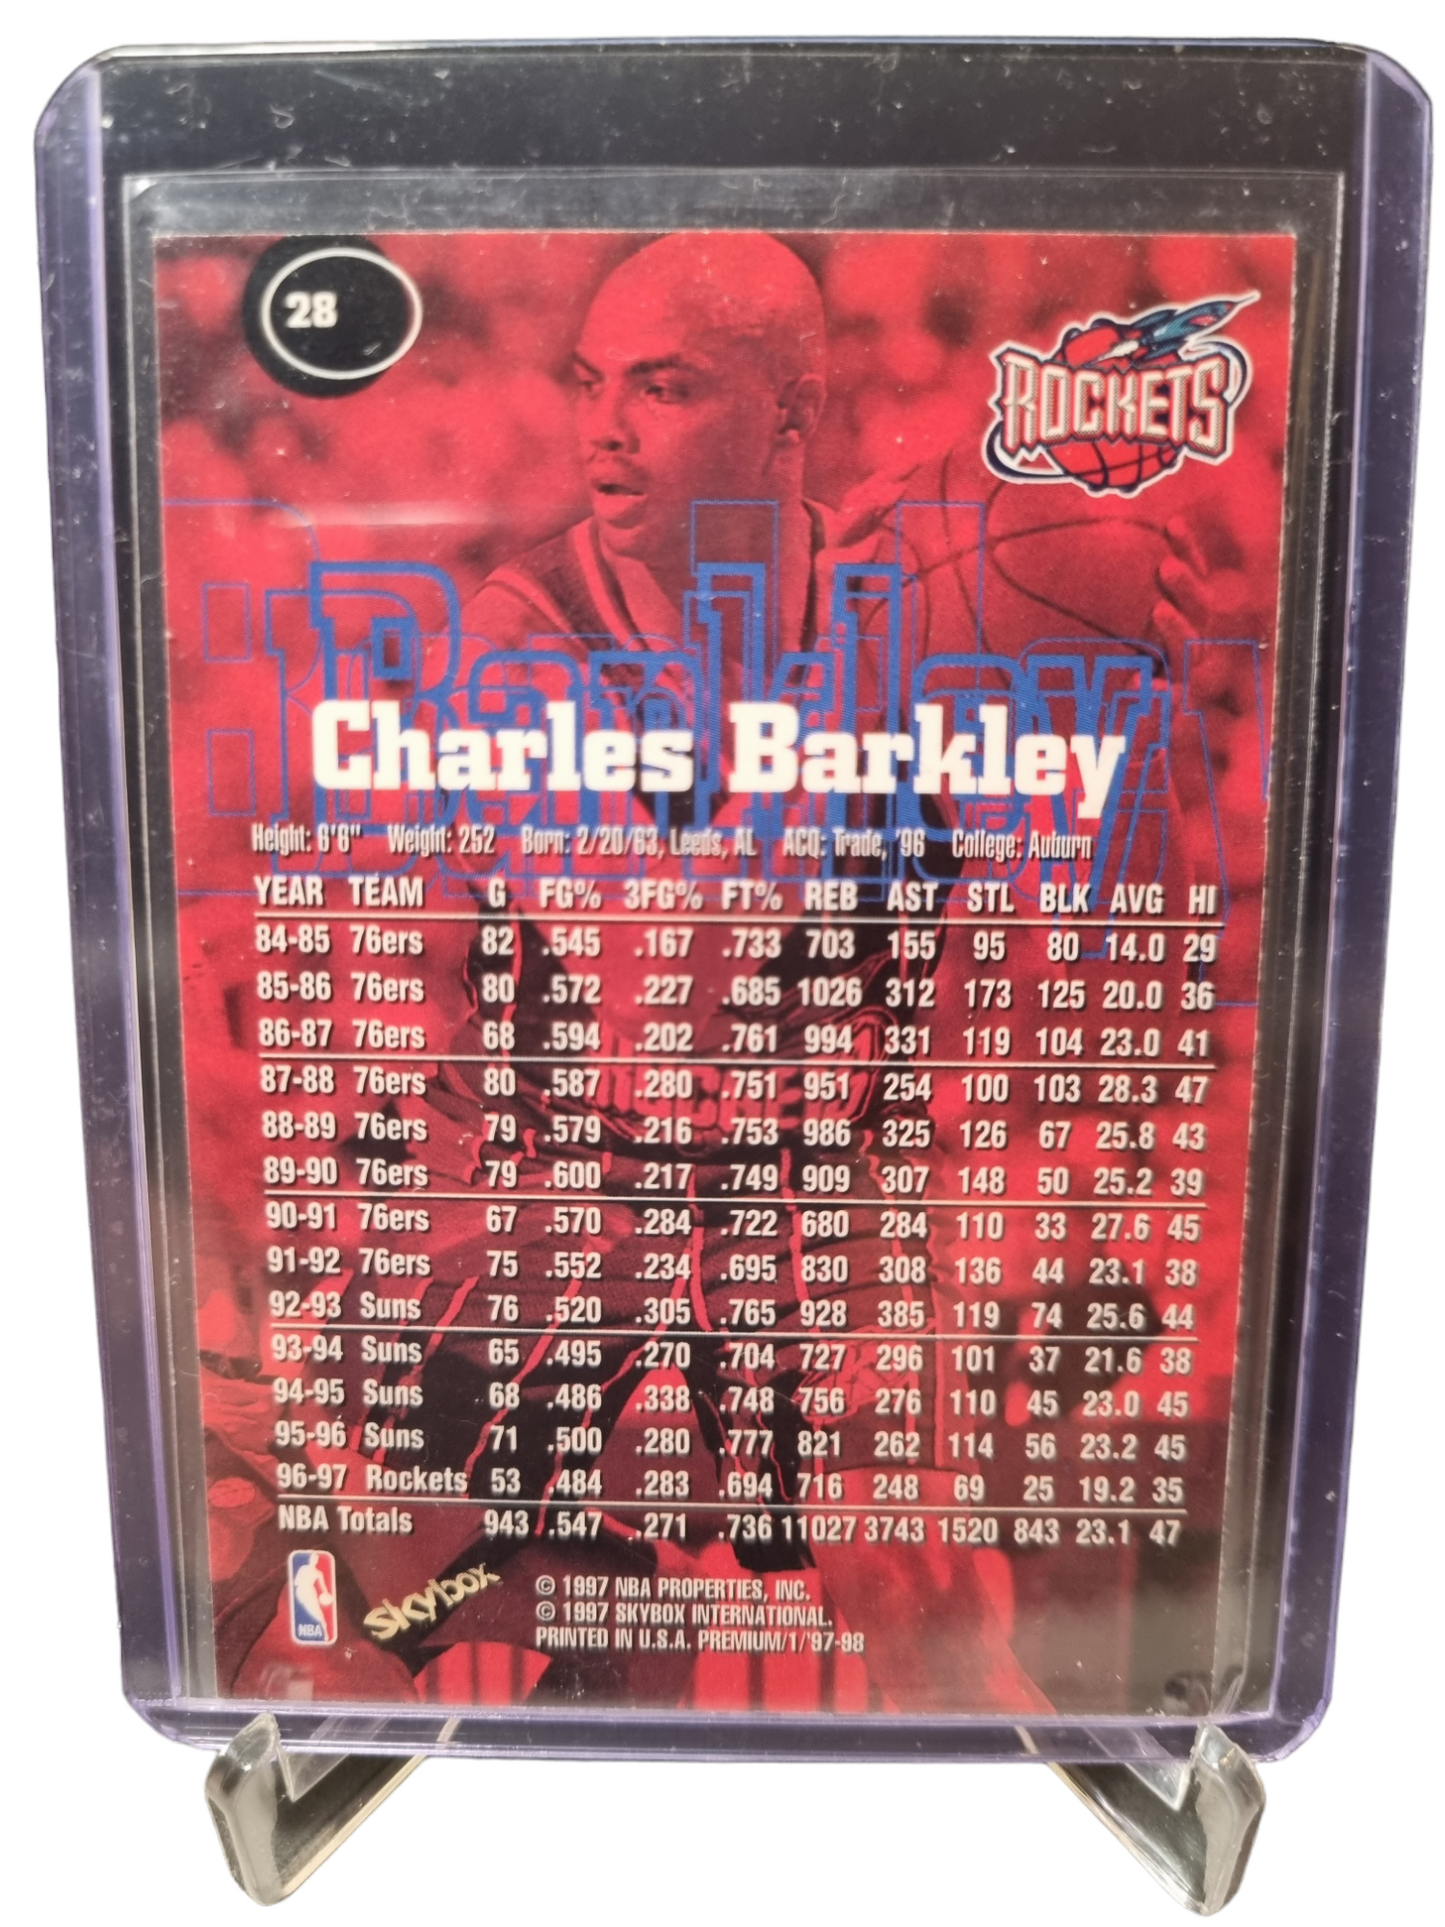 28
ROCKETS
Barkley
Charles Barkley
Height: 6'6" Weight: 252 Born: 2/20/63, Leeds, AL ACQ: Trade, '96 College: Auburn
YEAR TEAM G FG% 3FG% FT% REB AST STL BLK AVG HI
84-85 76ers 82 .545 .167 .733 703 155 95 80 14.0 29
85-86 76ers 80 .572 .227 .685 1026 312 173 125 20.0 36
86-87 76ers 68 .594 .202 .761 994 331 119 104 23.0 41
87-88 76ers 80 .587 .280 .751 951 254 100 103 28.3 47
88-89 76ers 79 .579 .216 .753 986 325 126 67 25.8 43
89-90 76ers 79 .600 .217 .749 909 307 148 50 25.2 39
90-91 76ers 67 .570 .284 .722 680 284 110 33 27.6 45
91-92 76ers 75 .552 .234 .695 830 308 136 44 23.1 38
92-93 Suns 76 .520 .305 .765 928 385 119 74 25.6 44
93-94 Suns 65 .495 .270 .704 727 296 101 37 21.6 38
94-95 Suns 68 .486 .338 .748 756 276 110 45 23.0 45
95-96 Suns 71 .500 .280 .777 821 262 114 56 23.2 45
96-97 Rockets 53 .484 .283 .694 716 248 69 25 19.2 35
NBA Totals 943 .547 .271 .736 11027 3743 1520 843 23.1 47
NBA
skybox
© 1997 NBA PROPERTIES, INC.
© 1997 SKYBOX INTERNATIONAL.
PRINTED IN U.S.A. PREMIUM/1/'97-98